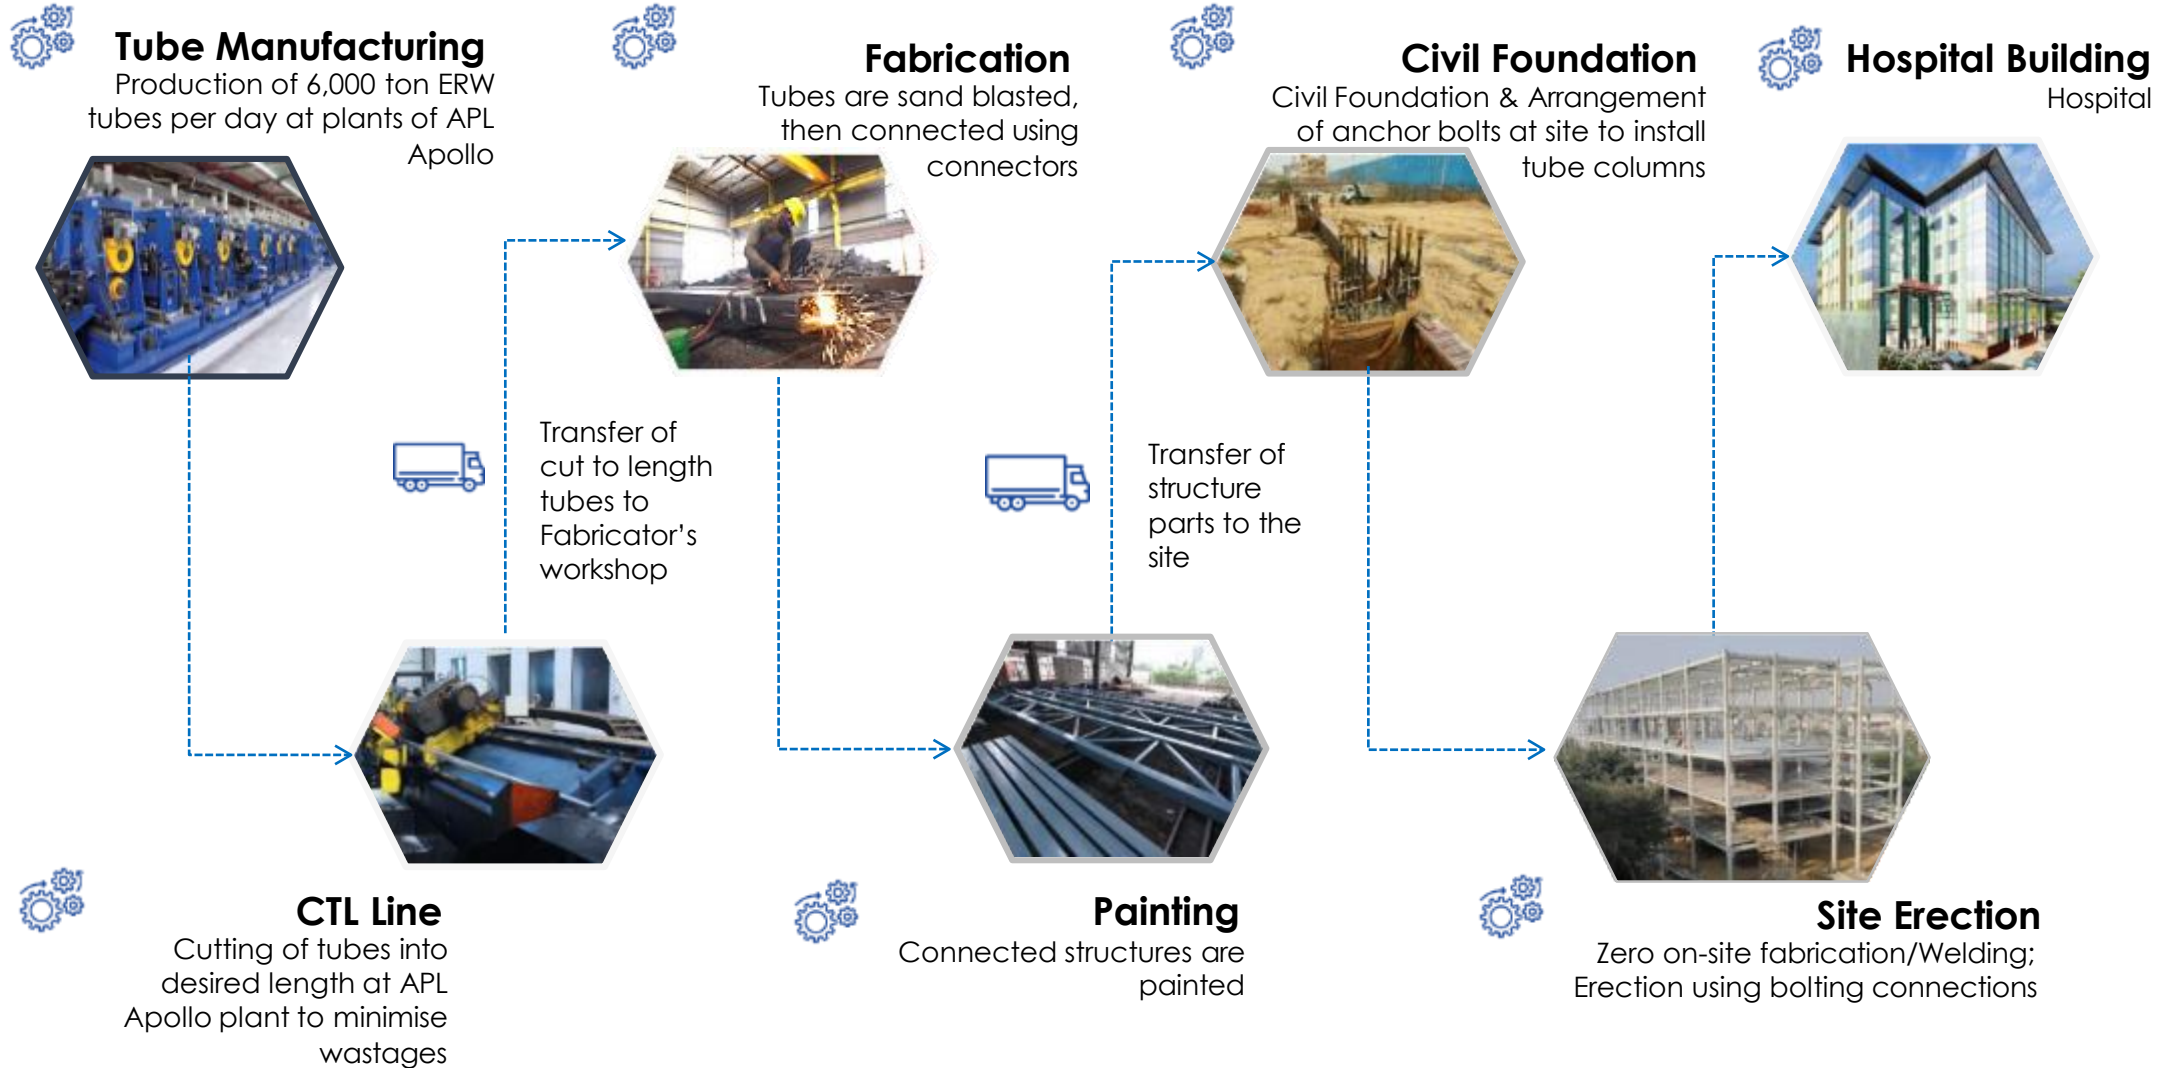 Tube Manufacturing
Production of 6,000 ton ERW
tubes per day at plants of APL
Apollo
Fabrication
Tubes are sand blasted,
then connected using
connectors
Civil Foundation
Civil Foundation & Arrangement
of anchor bolts at site to install
tube columns
Hospital Building
Hospital
Transfer of
cut to length
tubes to
Fabricator’s
workshop
Transfer of
structure
parts to the
site
CTL Line
Cutting of tubes into
desired length at APL
Apollo plant to minimise
wastages
Painting
Connected structures are
painted
Site Erection
Zero on-site fabrication/Welding;
Erection using bolting connections